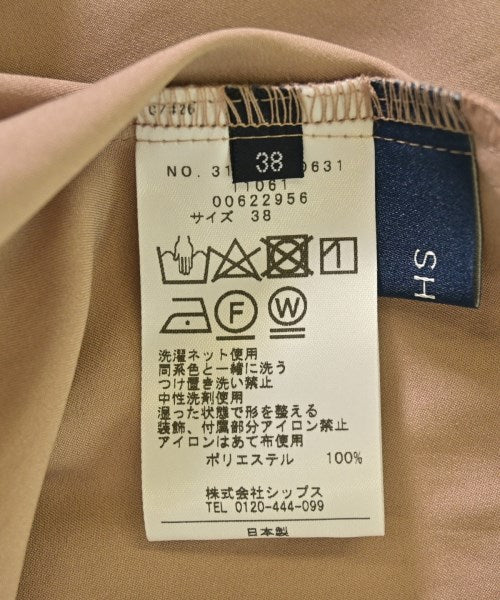 67326
38
NO. 31 0631
11061
00622956
サイズ 38
F W
洗濯ネット使用
同系色と一緒に洗う
つけ置き洗い禁止
中性洗剤使用
湿った状態で形を整える
装飾、付属部分アイロン禁止
アイロンはあて布使用
ポリエステル 100%
株式会社シップス
TEL 0120-444-099
日本製
HS